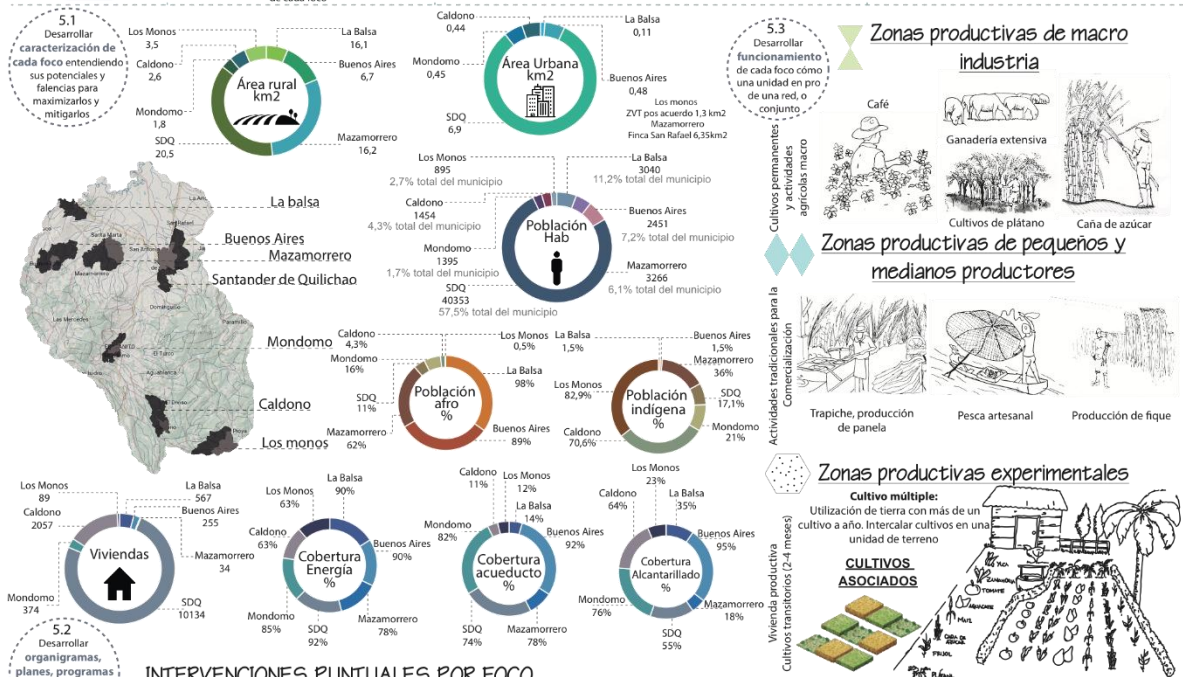 de cada foco
5.1
Desarrollar
caracterización de
cada foco entendiendo
sus potenciales y
falencias para
maximizarlos y
mitigarlos
Los Monos
3,5
La Balsa
16,1
Caldono
2,6
Buenos Aires
6,7
Área rural
km2
Mondomo
1,8
SDQ
20,5
Mazamorrero
16,2
Caldono
0,44
La Balsa
0,11
Mondomo
0,45
Área Urbana
km2
Buenos Aires
0,48
SDQ
6,9
Los monos
ZVT pos acuerdo 1,3 km2
Mazamorrero
Finca San Rafael 6,35km2
Los Monos
895
2,7% total del municipio
La Balsa
3040
11,2% total del municipio
Caldono
1454
4,3% total del municipio
Buenos Aires
2451
7,2% total del municipio
Población
Hab
Mondomo
1395
1,7% total del municipio
Mazamorrero
3266
6,1% total del municipio
SDQ
40353
57,5% total del municipio
La balsa
Buenos Aires
Mazamorrero
Santander de Quilichao
Mondomo
Caldono
Los monos
Caldono
4,3%
Los Monos
0,5%
Mondomo
16%
La Balsa
98%
Población
afro
%
SDQ
11%
Mazamorrero
62%
Buenos Aires
89%
La Balsa
1,5%
Buenos Aires
1,5%
Los Monos
82,9%
Mazamorrero
36%
Población
indígena
%
SDQ
17,1%
Caldono
70,6%
Mondomo
21%
Los Monos
89
La Balsa
567
Caldono
2057
Buenos Aires
255
Viviendas
Mazamorrero
34
Mondomo
374
SDQ
10134
Los Monos
63%
La Balsa
90%
Caldono
63%
Buenos Aires
90%
Cobertura
Energía
%
Mondomo
85%
SDQ
92%
Mazamorrero
78%
Caldono
11%
Los Monos
12%
La Balsa
14%
Mondomo
82%
Buenos Aires
92%
Cobertura
acueducto
%
SDQ
74%
Mazamorrero
78%
Los Monos
23%
Caldono
64%
La Balsa
35%
Buenos Aires
95%
Cobertura
Alcantarillado
%
Mondomo
76%
Mazamorrero
18%
SDQ
55%
5.2
Desarrollar
organigramas,
planes, programas
INTERVENCIONES PUNTUALES POR FOCO
5.3
Desarrollar
funcionamiento
de cada foco cómo
una unidad en pro
de una red, o
conjunto
Zonas productivas de macro
industria
Cultivos permanentes
y actividades
agrícolas macro
Café
Ganadería extensiva
Cultivos de plátano
Caña de azúcar
Zonas productivas de pequeños y
medianos productores
Actividades tradicionales para la
Comercialización
Trapiche, producción
de panela
Pesca artesanal
Producción de fique
Zonas productivas experimentales
Vivienda productiva
Cultivos transitorios (2-4 meses)
Cultivo múltiple:
Utilización de tierra con más de un
cultivo a año. Intercalar cultivos en una
unidad de terreno
CULTIVOS
ASOCIADOS
YUCA
ZANAHORIA
TOMATE
AGUACATE
MAIZ
CAÑA DE
AZUCAR
FRIJOL